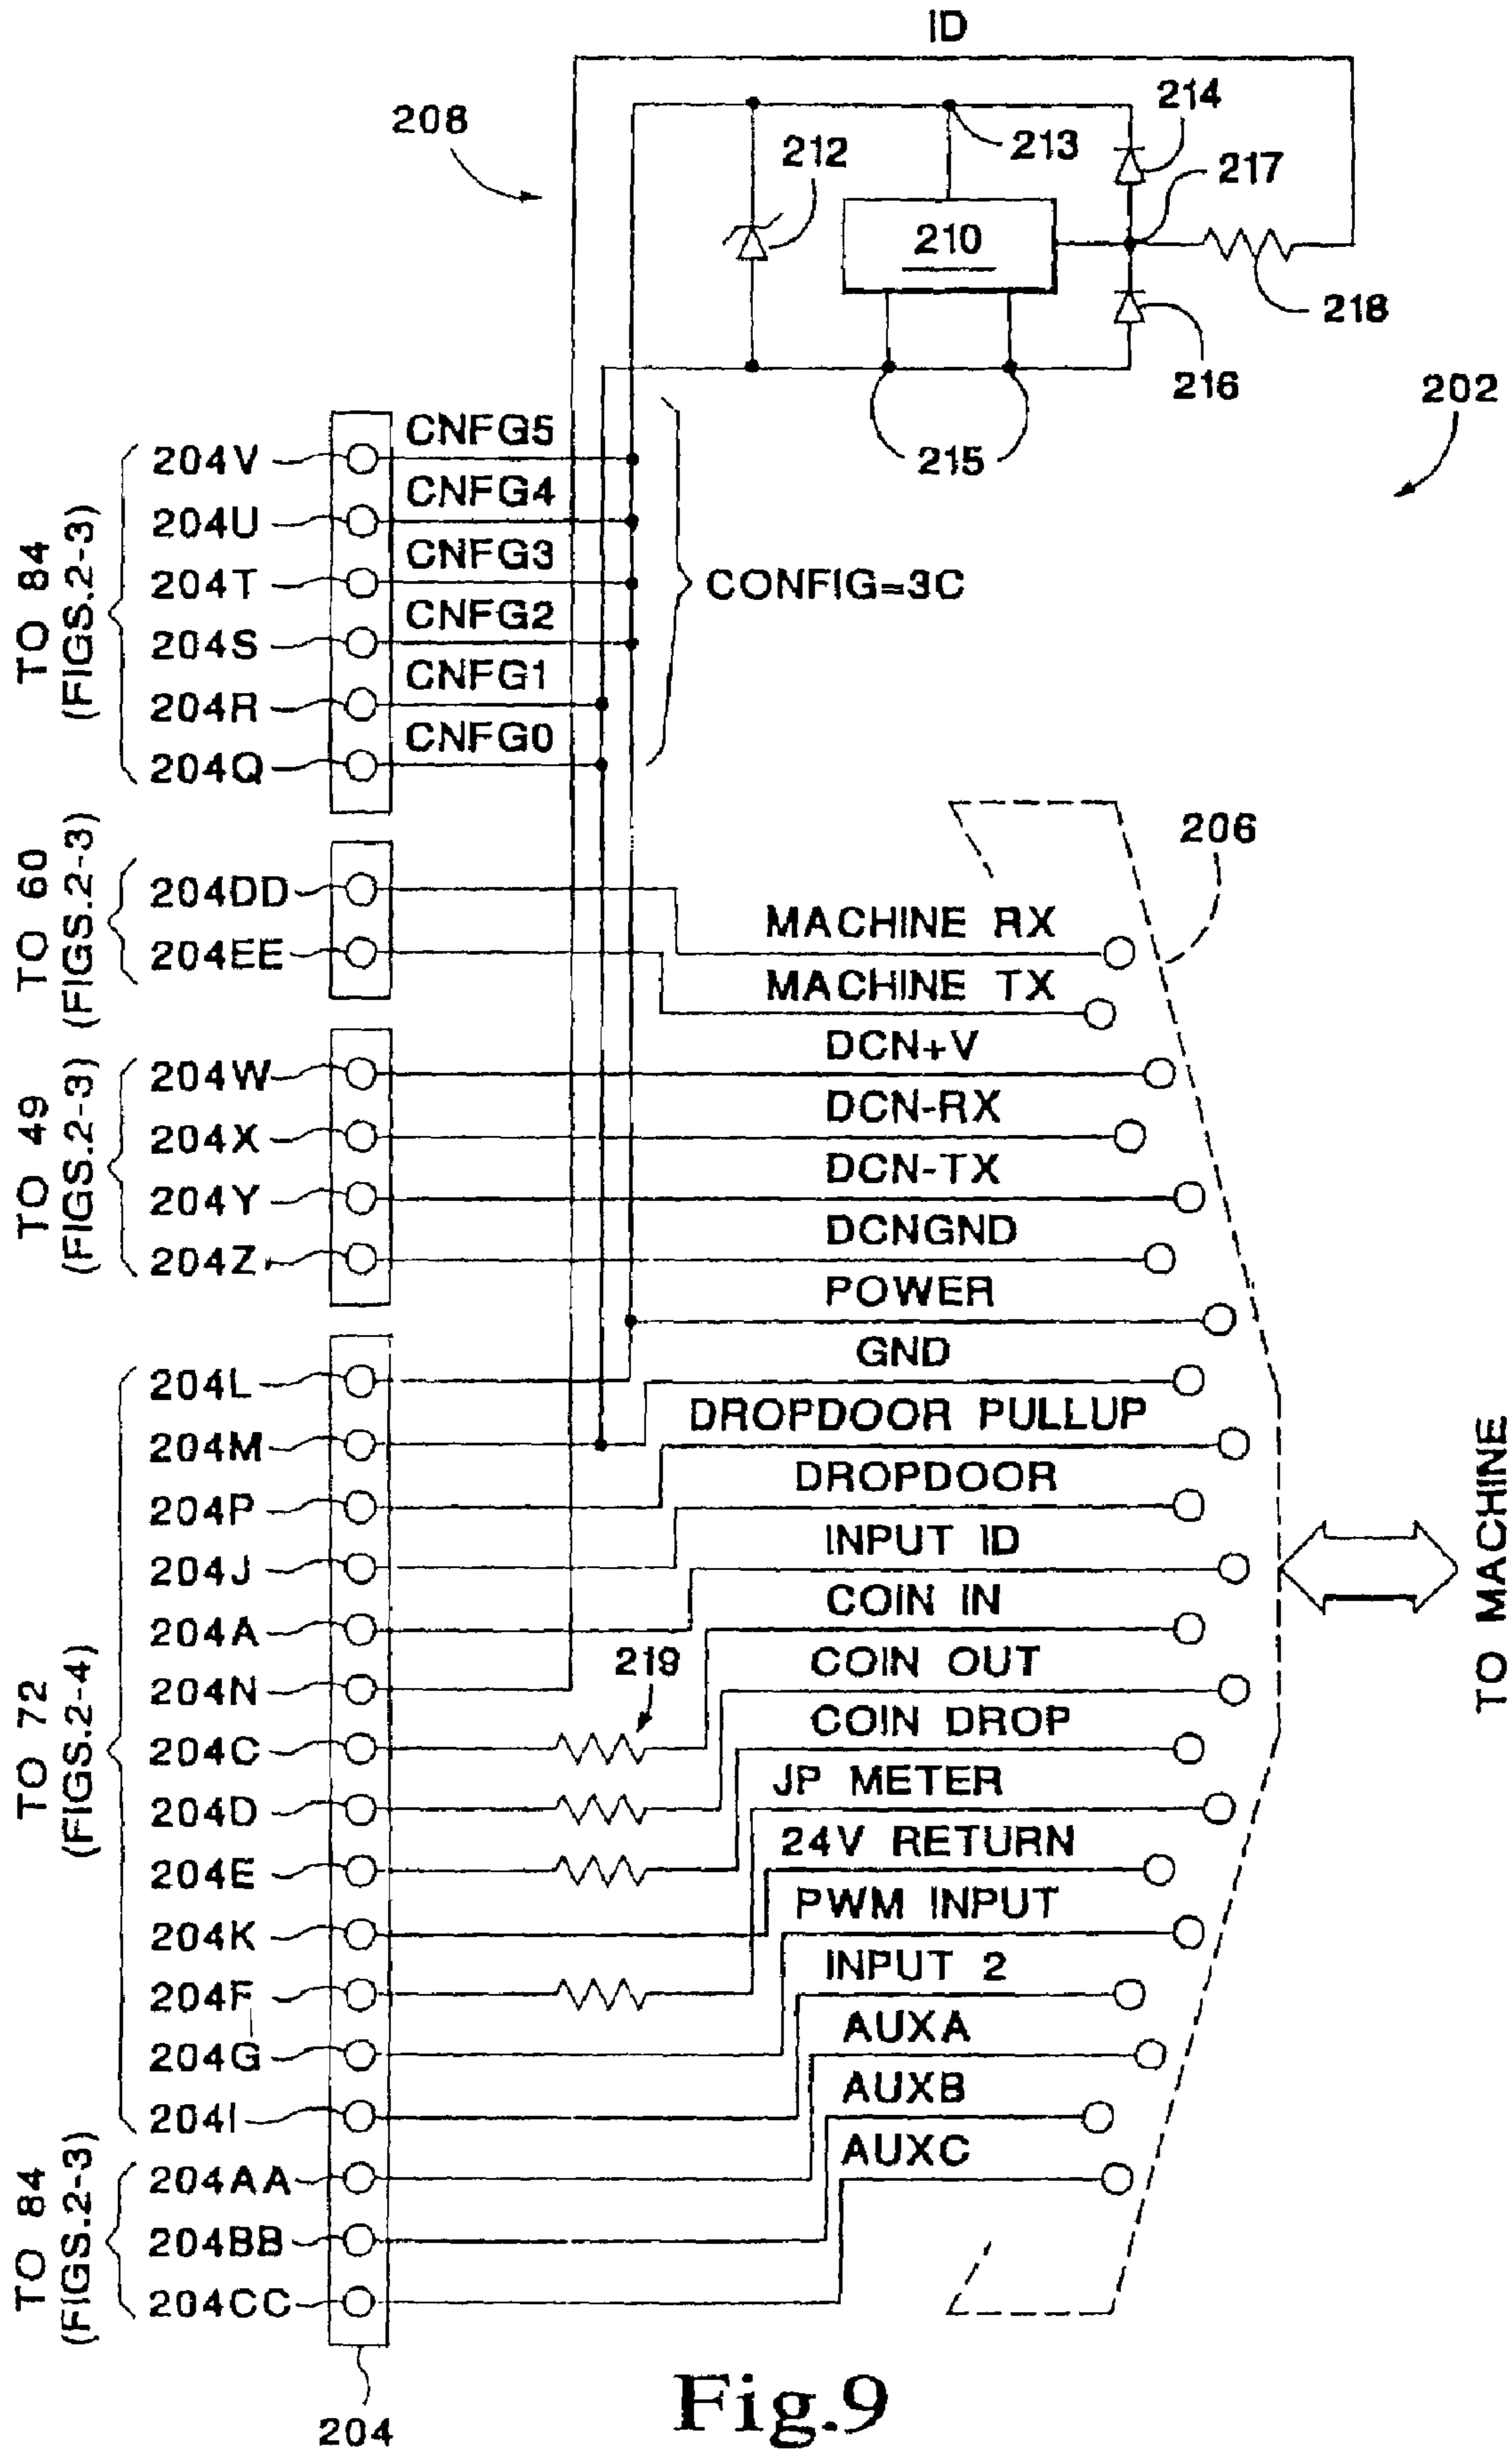 ID
208
212
213
214
217
210
218
216
215
202
TO 84
(FIGS.2-3)
204V
CNFG5
204U
CNFG4
204T
CNFG3
204S
CNFG2
204R
CNFG1
204Q
CNFG0
CONFIG=3C
TO 60
(FIGS.2-3)
204DD
204EE
MACHINE RX
MACHINE TX
206
TO 49
(FIGS.2-3)
204W
204X
204Y
204Z
DCN+V
DCN-RX
DCN-TX
DCNGND
POWER
GND
DROPDOOR PULLUP
DROPDOOR
INPUT ID
COIN IN
COIN OUT
COIN DROP
JP METER
24V RETURN
PWM INPUT
INPUT 2
AUXA
AUXB
AUXC
TO 72
(FIGS.2-4)
204L
204M
204P
204J
204A
204N
204C
204D
204E
204K
204F
204G
204I
219
TO 84
(FIGS.2-3)
204AA
204BB
204CC
TO MACHINE
204
Fig.9